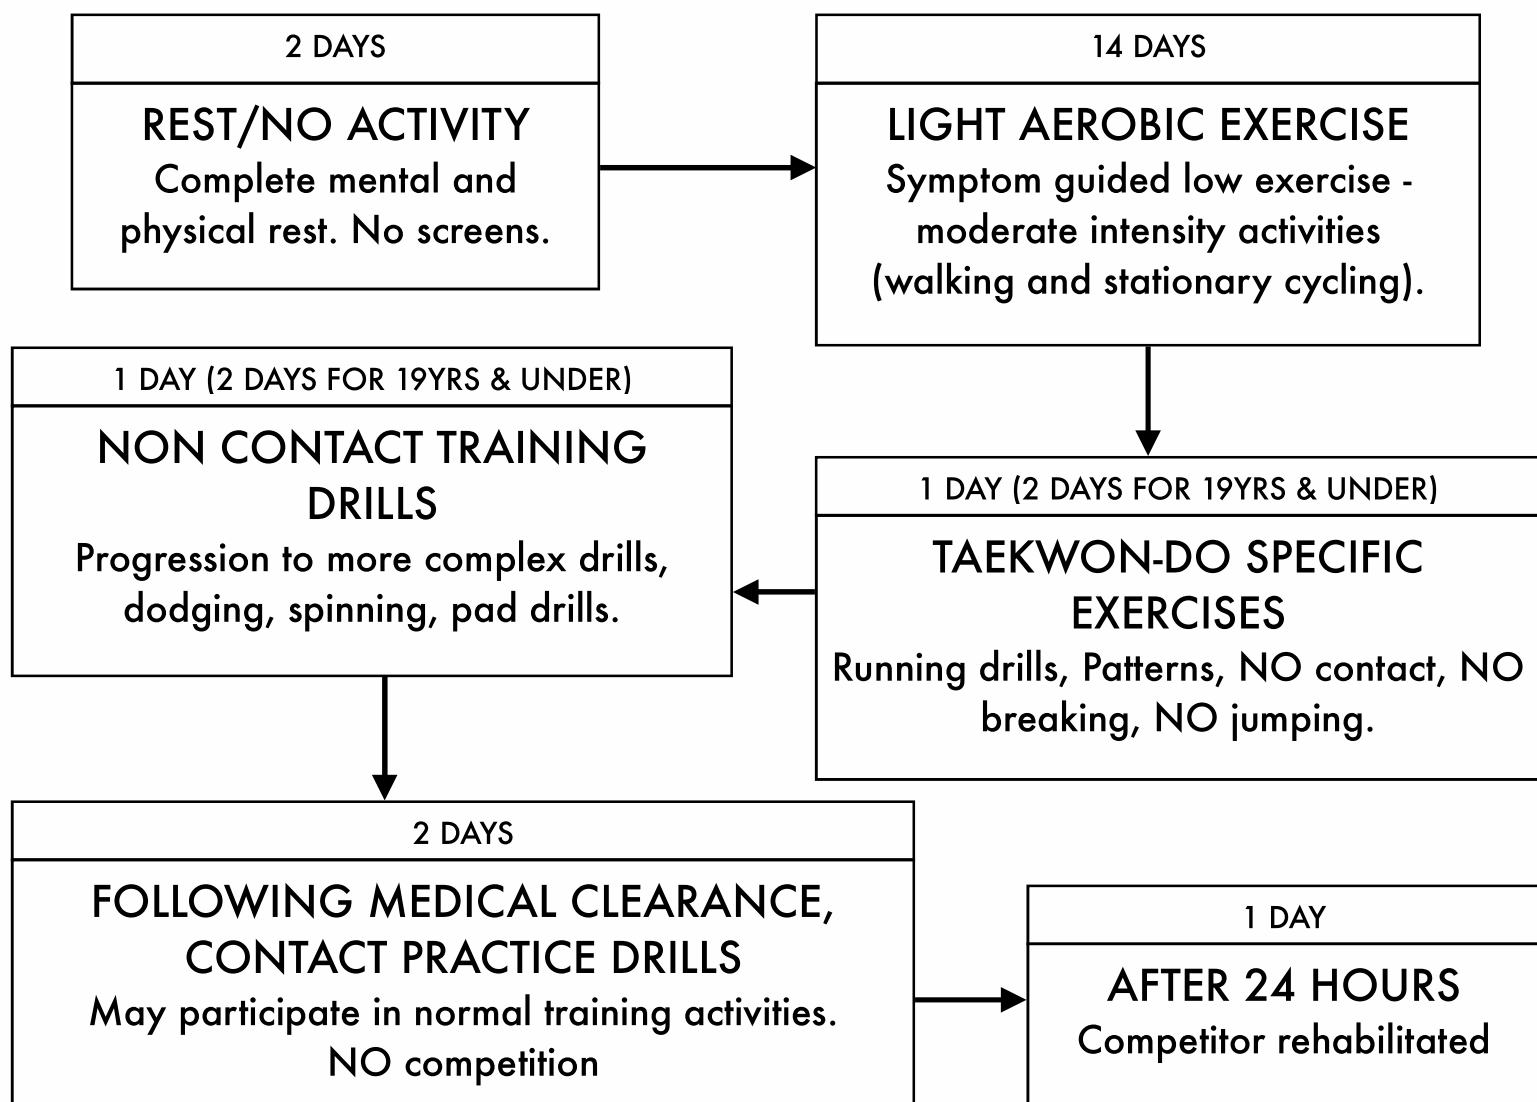 2 DAYS
REST/NO ACTIVITY
Complete mental and
physical rest. No screens.
14 DAYS
LIGHT AEROBIC EXERCISE
Symptom guided low exercise -
moderate intensity activities
(walking and stationary cycling).
1 DAY (2 DAYS FOR 19YRS & UNDER)
TAEKWON-DO SPECIFIC
EXERCISES
Running drills, Patterns, NO contact, NO
breaking, NO jumping.
1 DAY (2 DAYS FOR 19YRS & UNDER)
NON CONTACT TRAINING
DRILLS
Progression to more complex drills,
dodging, spinning, pad drills.
2 DAYS
FOLLOWING MEDICAL CLEARANCE,
CONTACT PRACTICE DRILLS
May participate in normal training activities.
NO competition
1 DAY
AFTER 24 HOURS
Competitor rehabilitated